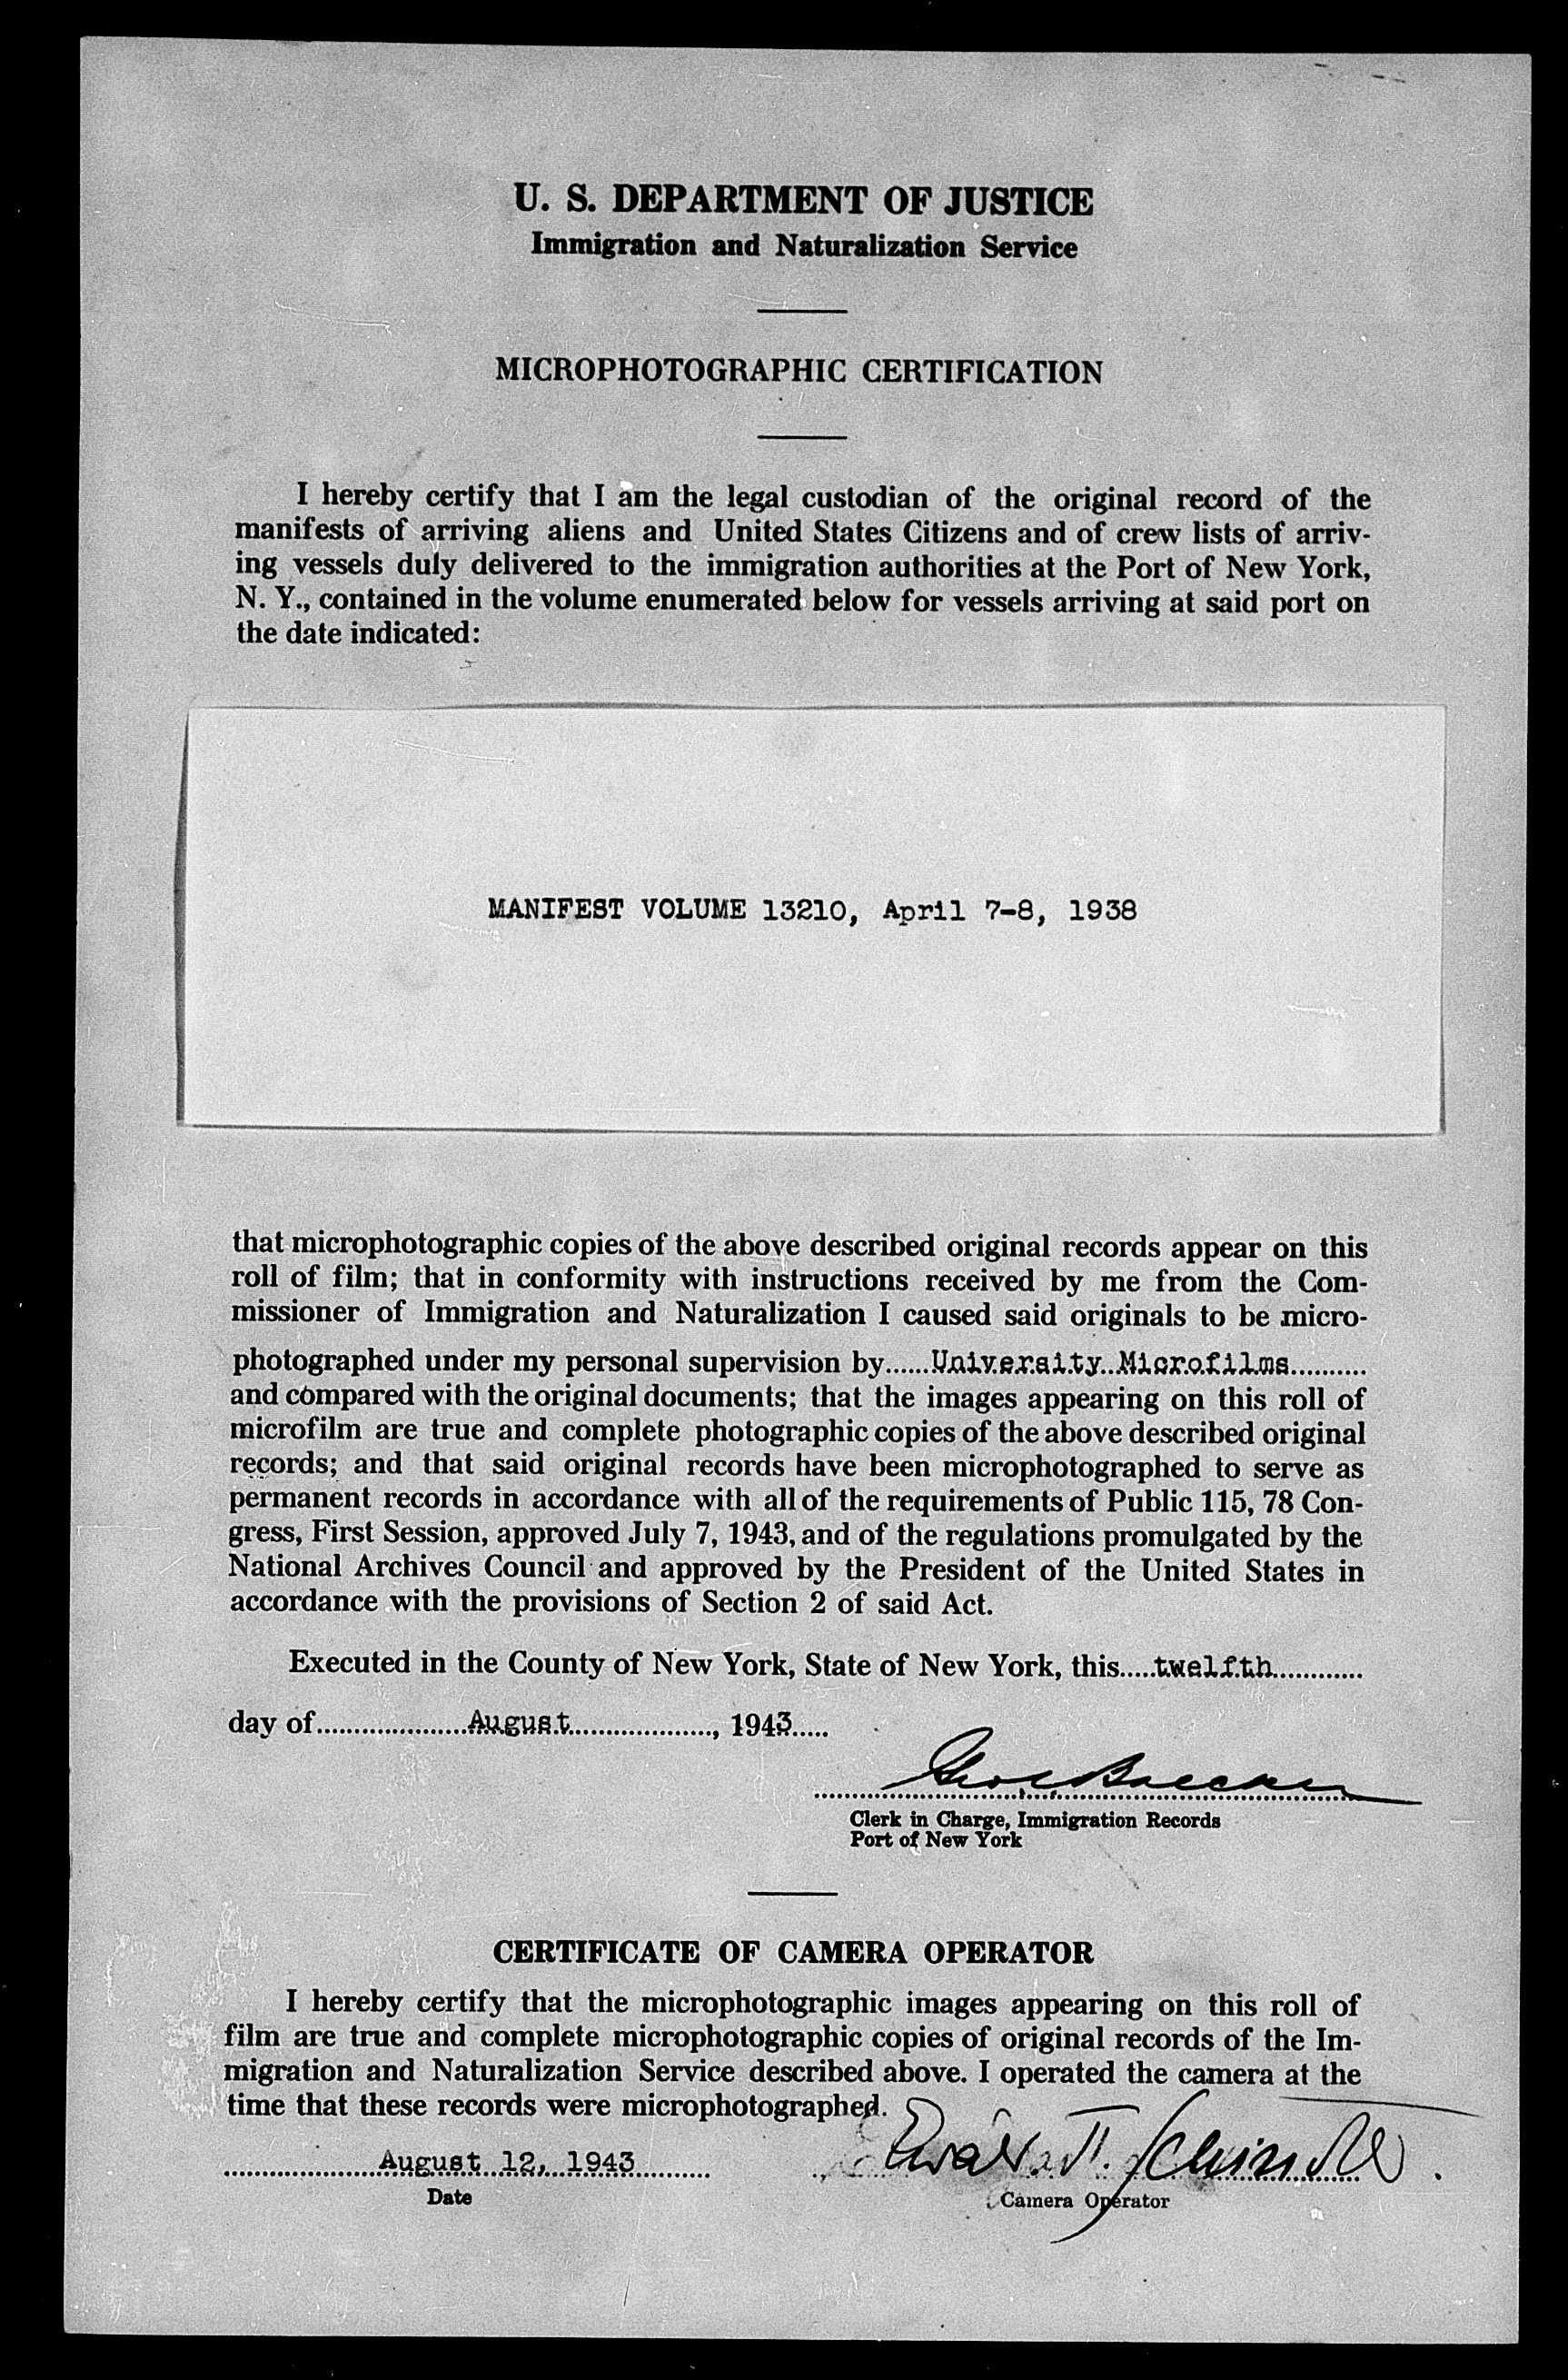 U. S. DEPARTMENT OF JUSTICE
Immigration and Naturalization Service
MICROPHOTOGRAPHIC CERTIFICATION
I hereby certify that I am the legal custodian of the original record of the
manifests of arriving aliens and United States Citizens and of crew lists of arriv-
ing vessels duly delivered to the immigration authorities at the Port of New York,
N. Y., contained in the volume enumerated below for vessels arriving at said port on
the date indicated:
MANIFEST VOLUME 13210, April 7-8, 1938
that microphotographic copies of the above described original records appear on this
roll of film; that in conformity with instructions received by me from the Com-
missioner of Immigration and Naturalization I caused said originals to be micro-
photographed under my personal supervision by......University Microfilms..........
and compared with the original documents; that the images appearing on this roll of
microfilm are true and complete photographic copies of the above described original
records; and that said original records have been microphotographed to serve as
permanent records in accordance with all of the requirements of Public 115, 78 Con-
gress, First Session, approved July 7, 1943, and of the regulations promulgated by the
National Archives Council and approved by the President of the United States in
accordance with the provisions of Section 2 of said Act.
Executed in the County of New York, State of New York, this.....twelfth............
day of....................August...................., 1943.....
Clerk in Charge, Immigration Records
Port of New York
CERTIFICATE OF CAMERA OPERATOR
I hereby certify that the microphotographic images appearing on this roll of
film are true and complete microphotographic copies of original records of the Im-
migration and Naturalization Service described above. I operated the camera at the
time that these records were microphotographed.
August 12, 1943
Date
Camera Operator